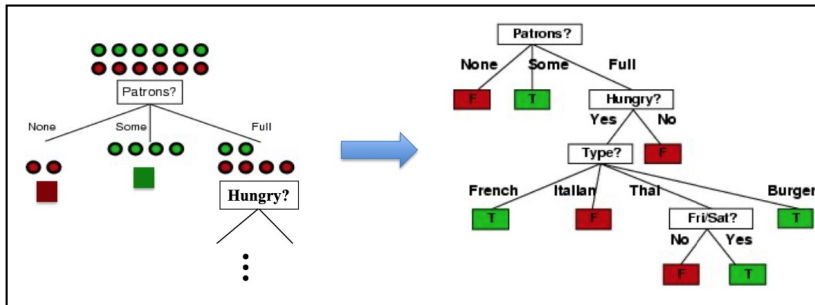 Patrons?
None Some Full
Hungry?
Patrons?
None Some Full
F T Hungry?
Yes No
Type? F
French Italian Thai Burger
T F Fri/Sat? T
No Yes
F T